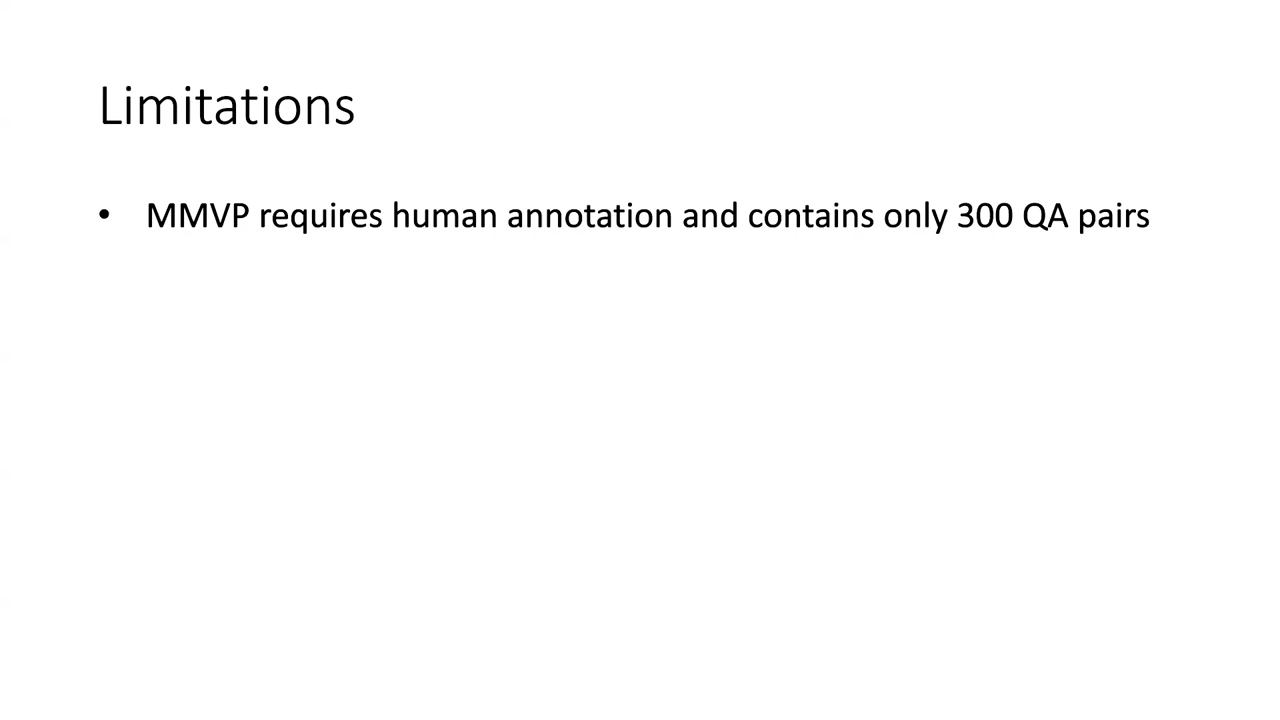 Limitations
• MMVP requires human annotation and contains only 300 QA pairs